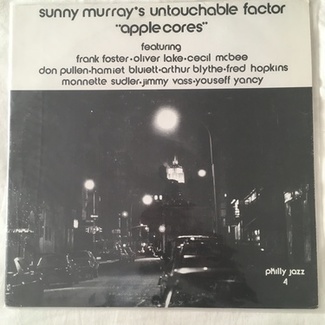 sunny murray's untouchable factor
"apple cores"
featuring
frank foster·oliver lake·cecil mcbee
don pullen·hamiet bluiett·arthur blythe·fred hopkins
monnette sudler·jimmy vass·youseff yancy
philly jazz
4